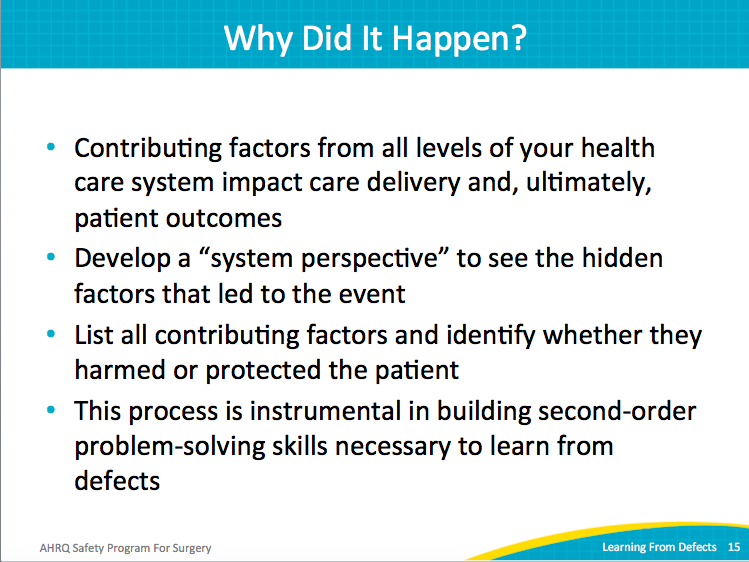 Why Did It Happen?
• Contributing factors from all levels of your health
care system impact care delivery and, ultimately,
patient outcomes
• Develop a “system perspective” to see the hidden
factors that led to the event
• List all contributing factors and identify whether they
harmed or protected the patient
• This process is instrumental in building second-order
problem-solving skills necessary to learn from
defects
AHRQ Safety Program For Surgery
Learning From Defects 15